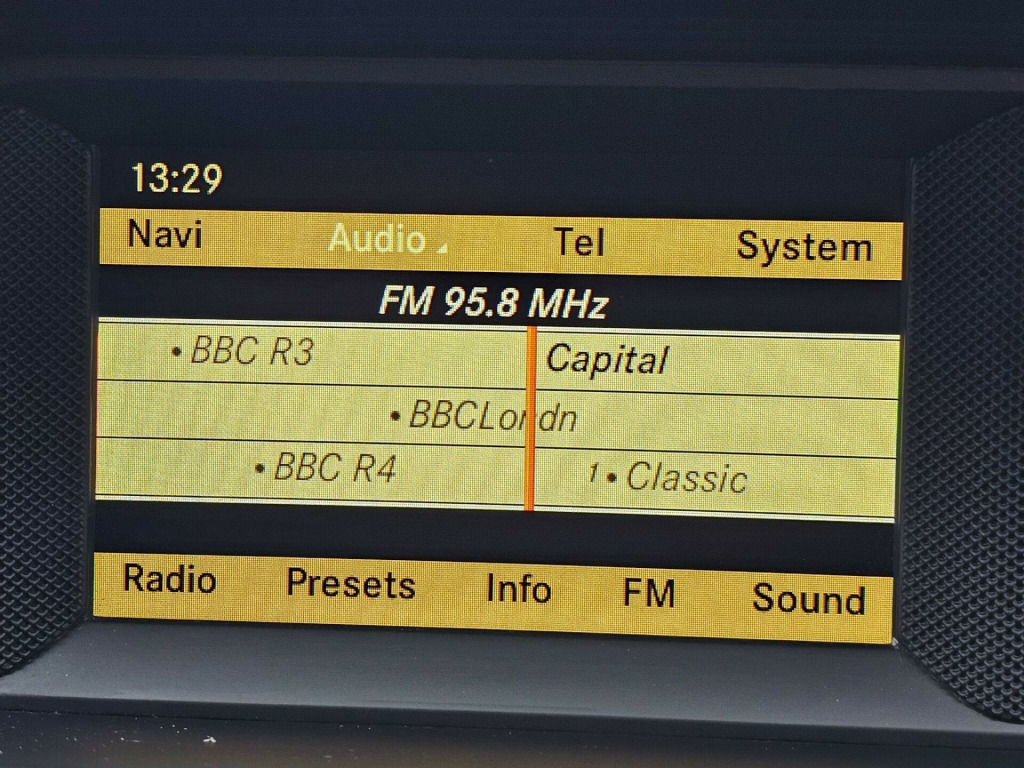 13:29
Navi Audio Tel System
FM 95.8 MHz
• BBC R3 Capital
• BBCLondn
• BBC R4 1 • Classic
Radio Presets Info FM Sound